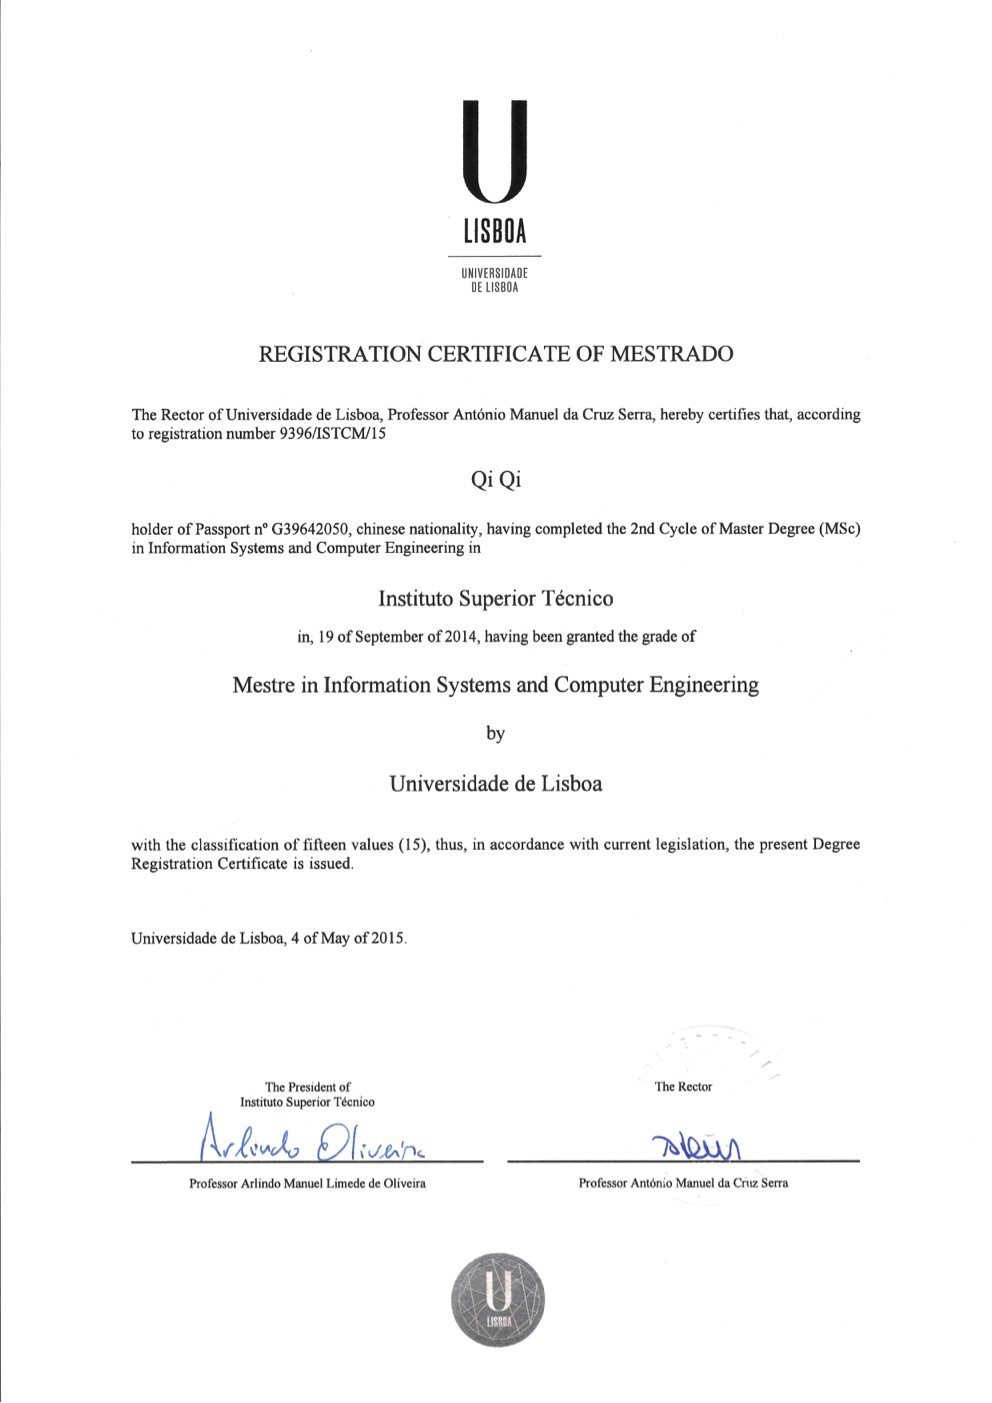 U
LISBOA
UNIVERSIDADE
DE LISBOA
REGISTRATION CERTIFICATE OF MESTRADO
The Rector of Universidade de Lisboa, Professor António Manuel da Cruz Serra, hereby certifies that, according
to registration number 9396/ISTCM/15
Qi Qi
holder of Passport nº G39642050, chinese nationality, having completed the 2nd Cycle of Master Degree (MSc)
in Information Systems and Computer Engineering in
Instituto Superior Técnico
in, 19 of September of 2014, having been granted the grade of
Mestre in Information Systems and Computer Engineering
by
Universidade de Lisboa
with the classification of fifteen values (15), thus, in accordance with current legislation, the present Degree
Registration Certificate is issued.
Universidade de Lisboa, 4 of May of 2015.
The President of
Instituto Superior Técnico
Arlindo Oliveira
Professor Arlindo Manuel Limede de Oliveira
The Rector
Professor António Manuel da Cruz Serra
U
LISBOA